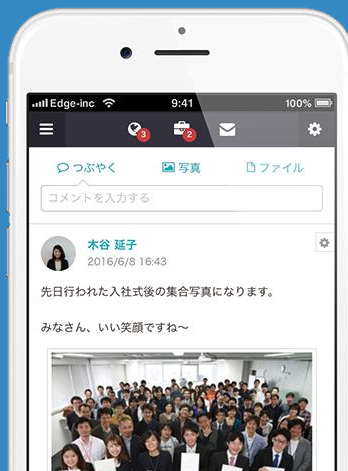 Edge-inc 9:41 100%
3 2
つぶやく 写真 ファイル
コメントを入力する
木谷 延子
2016/6/8 16:43
先日行われた入社式後の集合写真になります。
みなさん、いい笑顔ですね〜